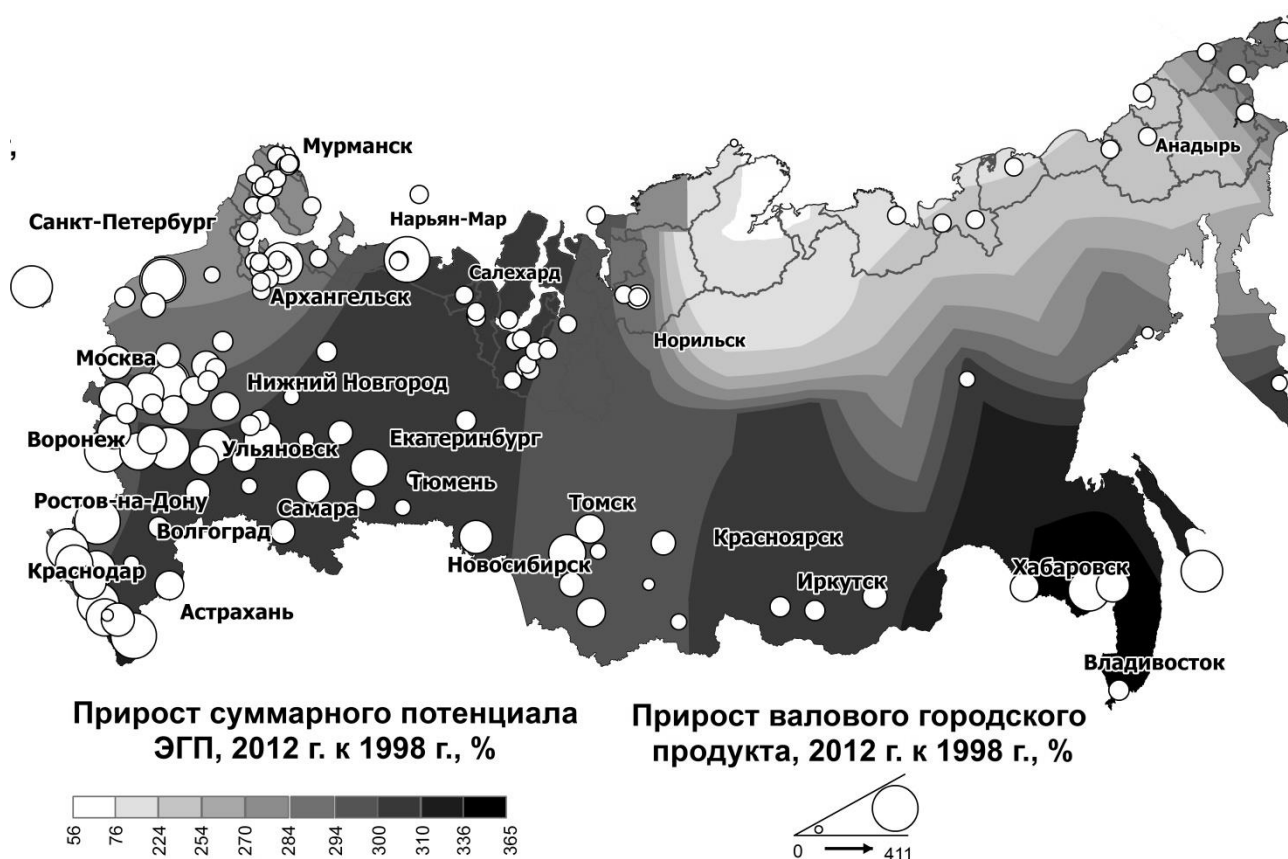 Мурманск
Анадырь
Санкт-Петербург
Нарьян-Мар
Салехард
Архангельск
Норильск
Москва
Нижний Новгород
Воронеж
Ульяновск
Екатеринбург
Тюмень
Ростов-на-Дону
Самара
Томск
Волгоград
Красноярск
Новосибирск
Хабаровск
Краснодар
Иркутск
Астрахань
Владивосток
Прирост суммарного потенциала
ЭГП, 2012 г. к 1998 г., %
56 76 224 254 270 284 294 300 310 336 365
Прирост валового городского
продукта, 2012 г. к 1998 г., %
0 411